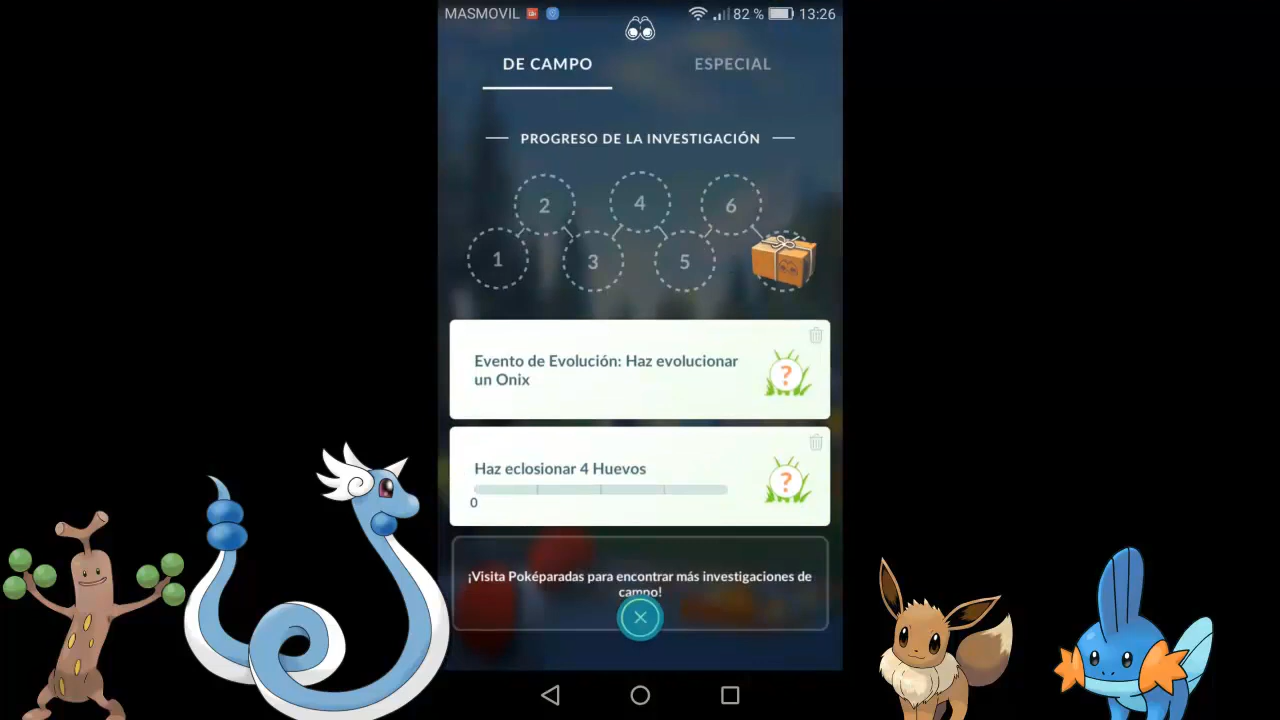 MASMOVIL
82 %
13:26
DE CAMPO
ESPECIAL
PROGRESO DE LA INVESTIGACIÓN
2
4
6
1
3
5
Evento de Evolución: Haz evolucionar
un Onix
?
Haz eclosionar 4 Huevos
?
0
¡Visita Poképaradas para encontrar más investigaciones de
campo!